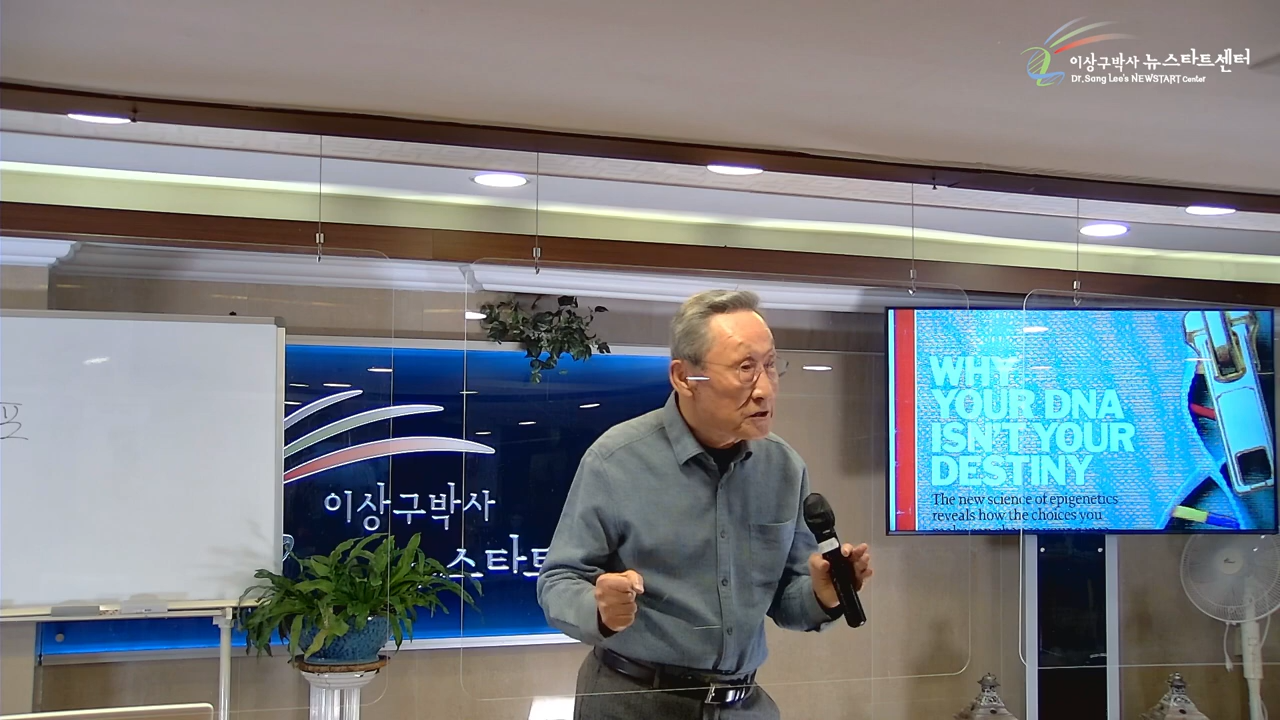 이상구박사 뉴스타트센터
Dr. Sang Lee's NEWSTART Center
이상구박사
스타트
WHY
YOUR DNA
ISN'T YOUR
DESTINY
The new science of epigenetics
reveals how the choices you